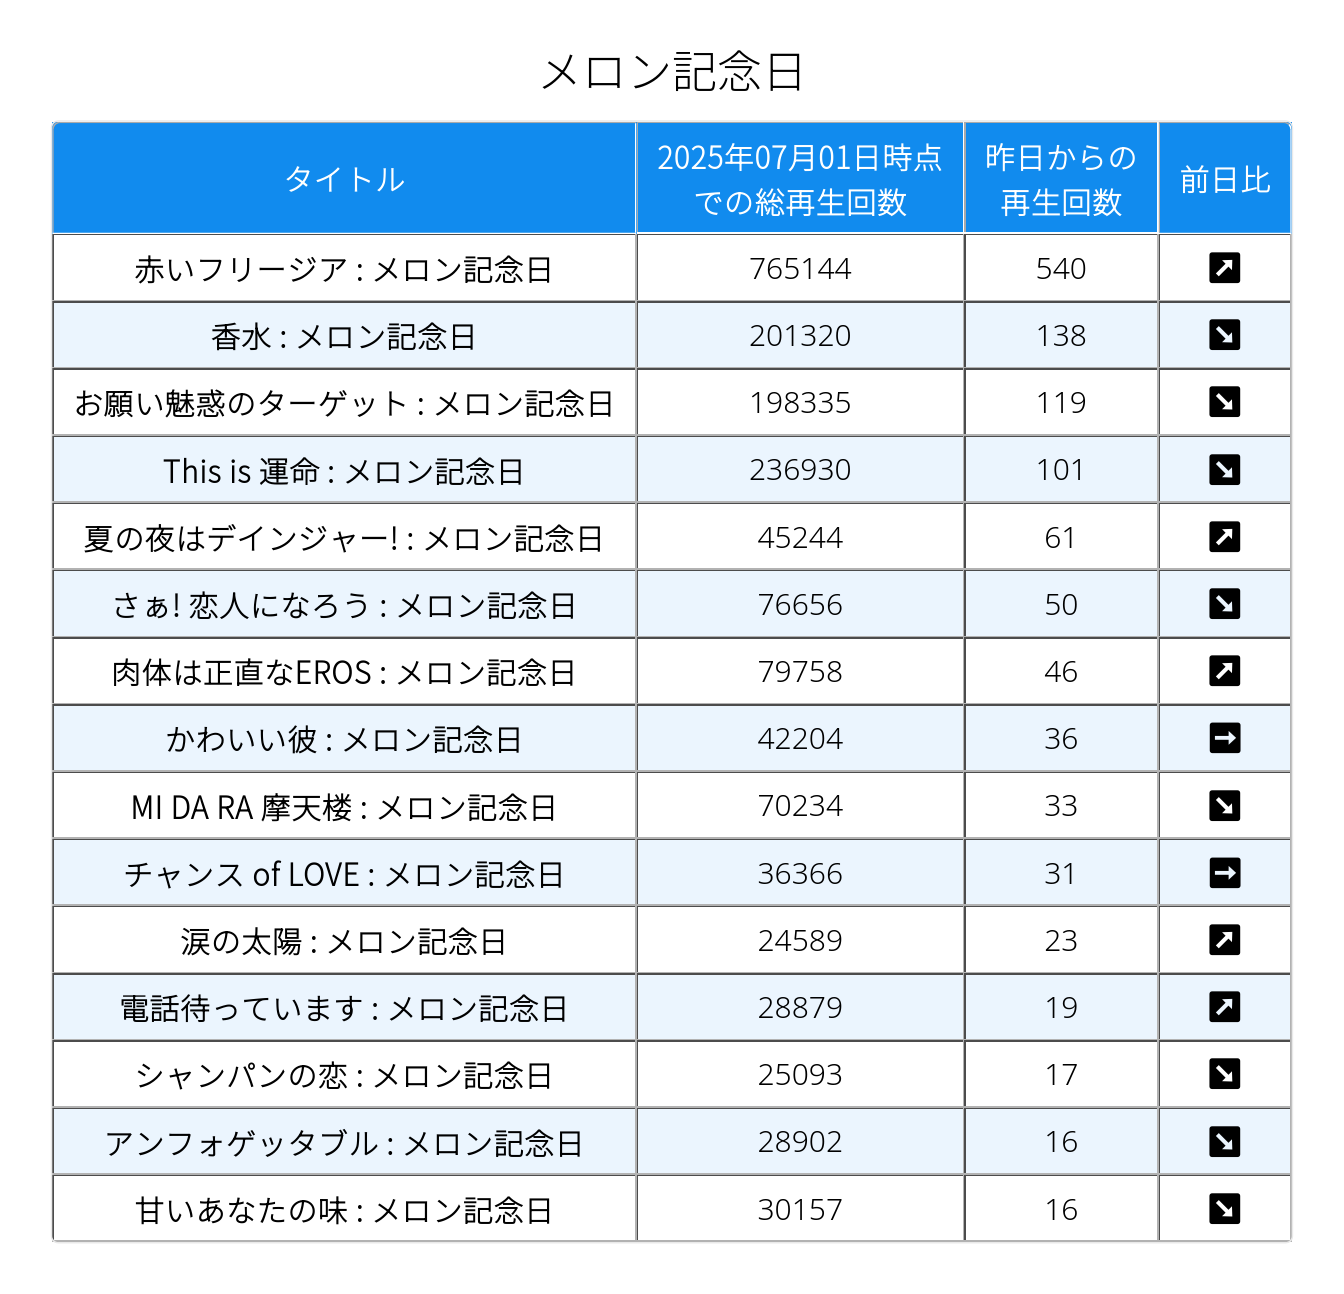 メロン記念日
タイトル 2025年07月01日時点での総再生回数 昨日からの再生回数 前日比
赤いフリージア : メロン記念日 765144 540 ↗
香水 : メロン記念日 201320 138 ↘
お願い魅惑のターゲット : メロン記念日 198335 119 ↘
This is 運命 : メロン記念日 236930 101 ↘
夏の夜はデインジャー! : メロン記念日 45244 61 ↗
さぁ! 恋人になろう : メロン記念日 76656 50 ↘
肉体は正直なEROS : メロン記念日 79758 46 ↗
かわいい彼 : メロン記念日 42204 36 →
MI DA RA 摩天楼 : メロン記念日 70234 33 ↘
チャンス of LOVE : メロン記念日 36366 31 →
涙の太陽 : メロン記念日 24589 23 ↗
電話待っています : メロン記念日 28879 19 ↗
シャンパンの恋 : メロン記念日 25093 17 ↘
アンフォゲッタブル : メロン記念日 28902 16 ↘
甘いあなたの味 : メロン記念日 30157 16 ↘